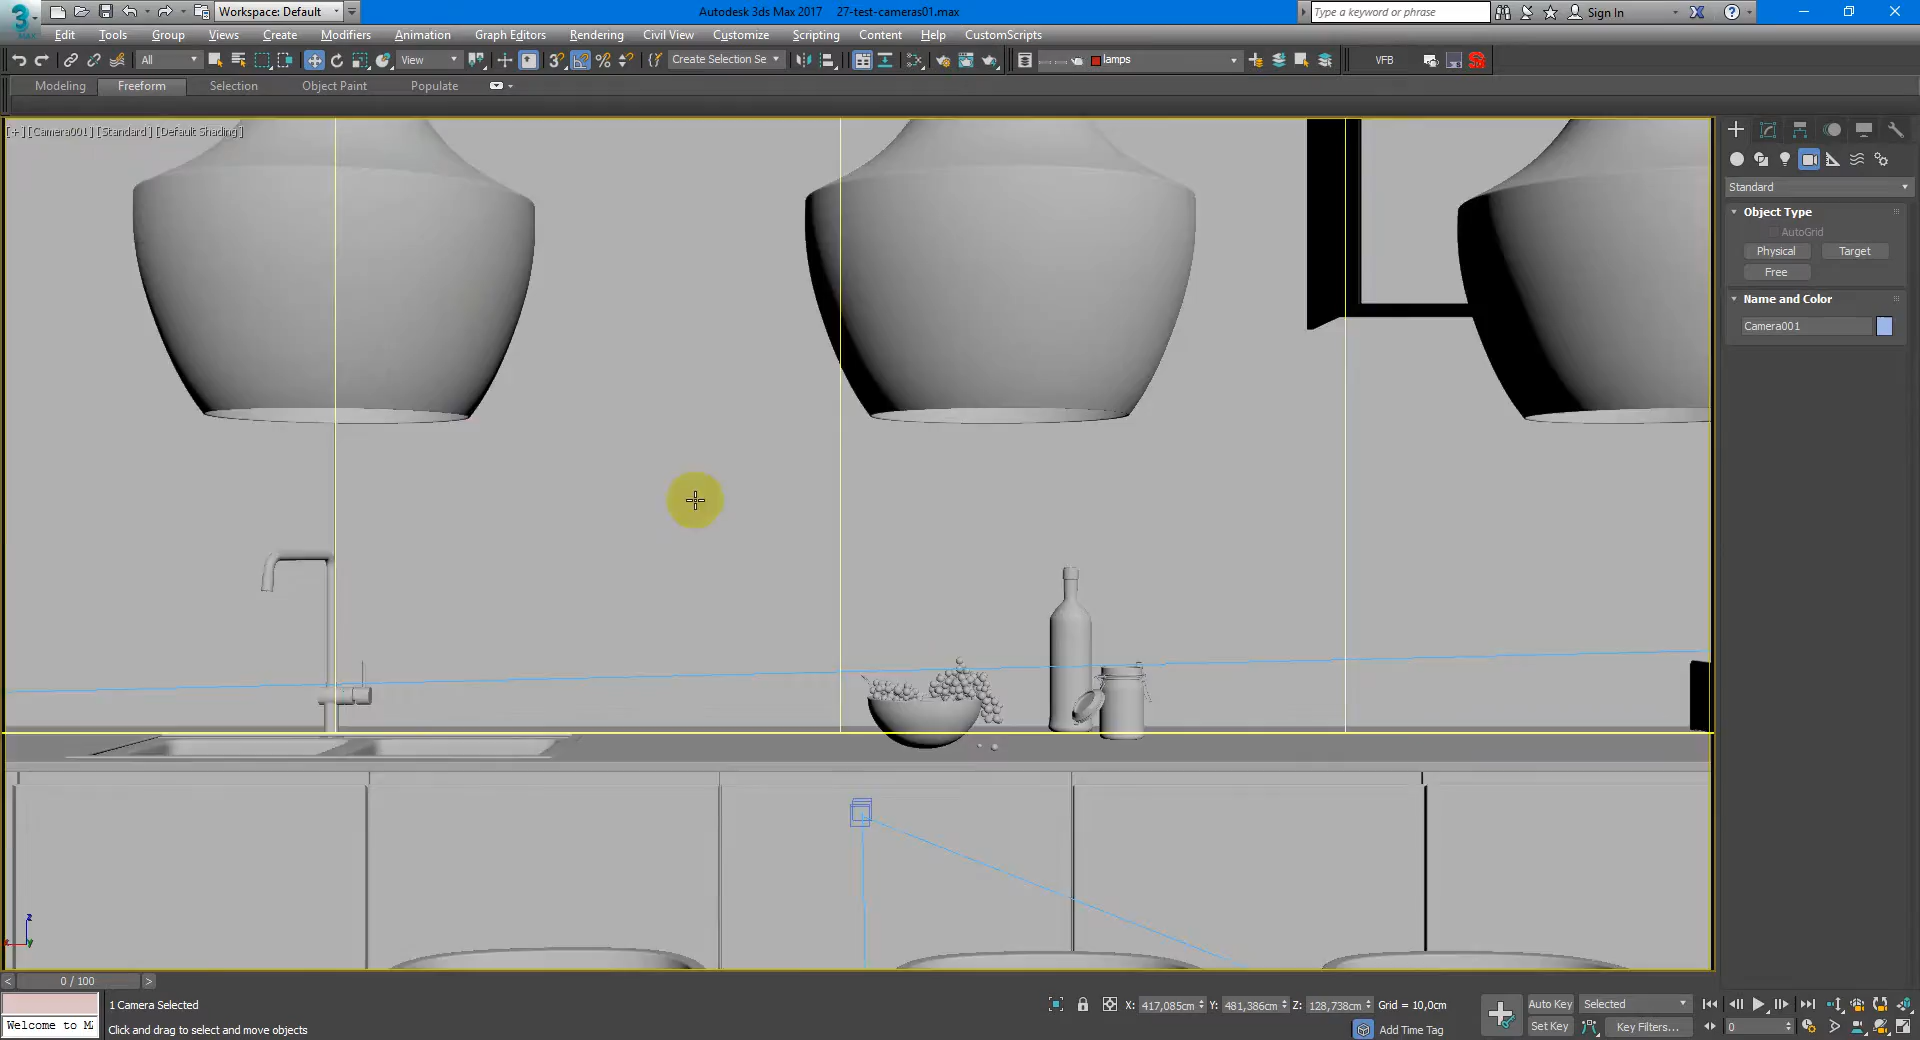 Workspace: Default
Autodesk 3ds Max 2017    27-test-cameras01.max
Type a keyword or phrase
Sign In
MAX
Edit Tools Group Views Create Modifiers Animation Graph Editors Rendering Civil View Customize Scripting Content Help CustomScripts
All
View
Create Selection Se
lamps
VFB
Modeling Freeform Selection Object Paint Populate
[+] [Camera001] [Standard] [Default Shading]
Standard
Object Type
AutoGrid
Physical Target
Free
Name and Color
Camera001
z
x
y
< 0 / 100 >
1 Camera Selected
X: 417,085cm Y: 481,386cm Z: 128,738cm Grid = 10,0cm
Auto Key Selected
Welcome to M
Click and drag to select and move objects
Add Time Tag
Set Key Key Filters...
0